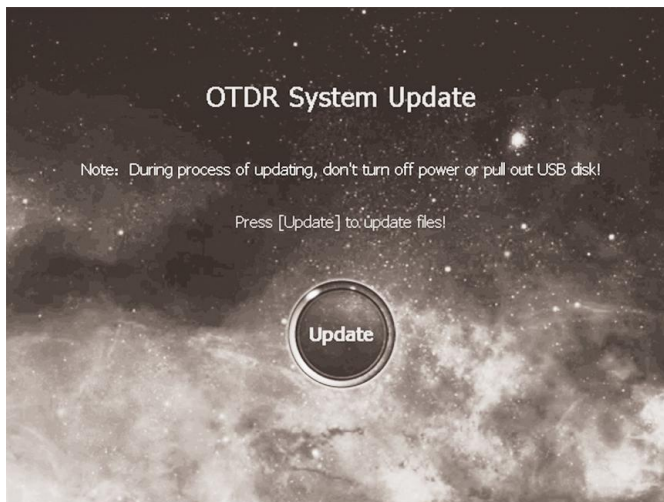 OTDR System Update
Note： During process of updating, don't turn off power or pull out USB disk!
Press [Update] to update files!
Update